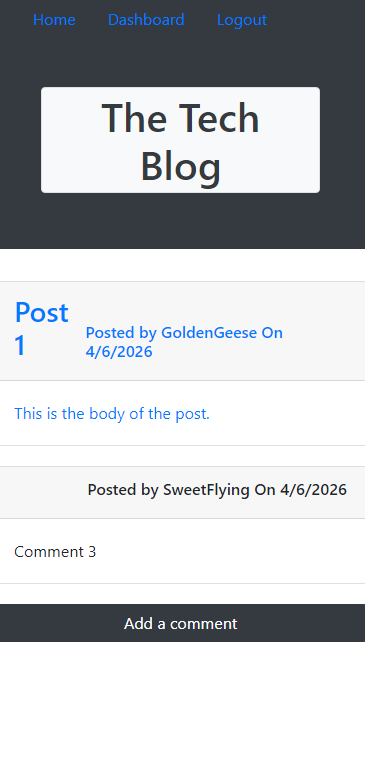 Home Dashboard Logout
The Tech
Blog
Post
1
Posted by GoldenGeese On
4/6/2026
This is the body of the post.
Posted by SweetFlying On 4/6/2026
Comment 3
Add a comment